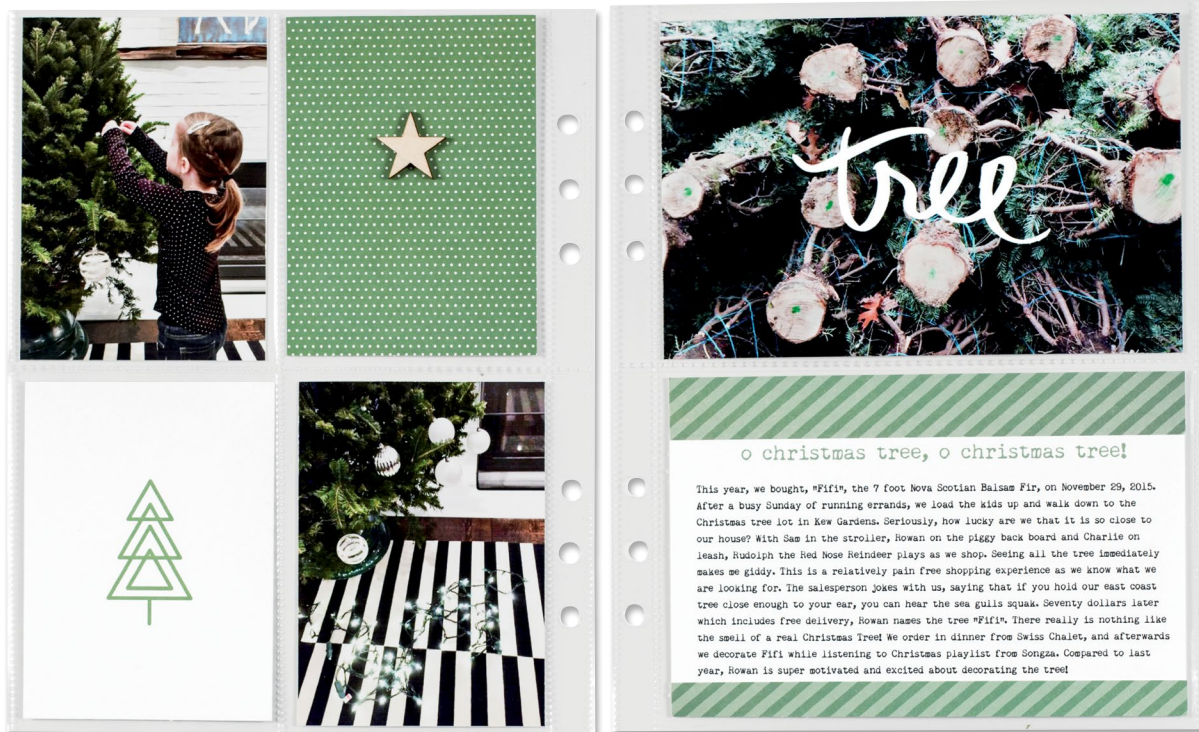 tree
o christmas tree, o christmas tree!
This year, we bought, "Fifi", the 7 foot Nova Scotian Balsam Fir, on November 29, 2015.
After a busy Sunday of running errands, we load the kids up and walk down to the
Christmas tree lot in Kew Gardens. Seriously, how lucky are we that it is so close to
our house? With Sam in the stroller, Rowan on the piggy back board and Charlie on
leash, Rudolph the Red Nose Reindeer plays as we shop. Seeing all the tree immediately
makes me giddy. This is a relatively pain free shopping experience as we know what we
are looking for. The salesperson jokes with us, saying that if you hold our east coast
tree close enough to your ear, you can hear the sea gulls squak. Seventy dollars later
which includes free delivery, Rowan names the tree "Fifi". There really is nothing like
the smell of a real Christmas Tree! We order in dinner from Swiss Chalet, and afterwards
we decorate Fifi while listening to Christmas playlist from Songza. Compared to last
year, Rowan is super motivated and excited about decorating the tree!